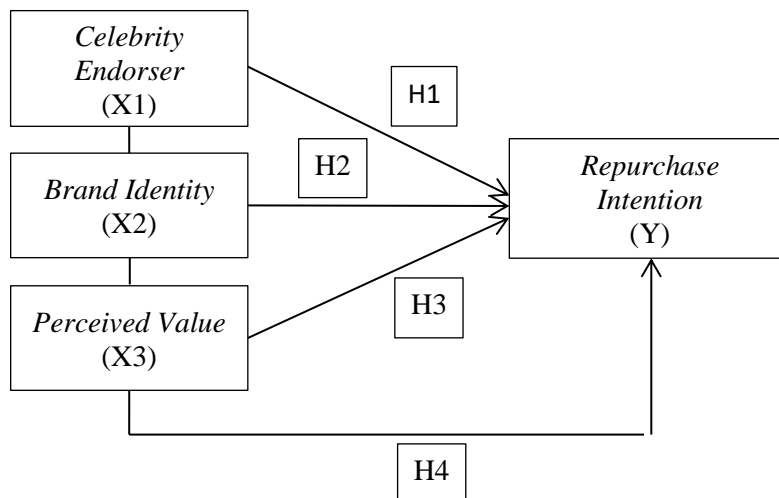 Celebrity
Endorser
(X1)
H1
H2
Brand Identity
(X2)
Repurchase
Intention
(Y)
Perceived Value
(X3)
H3
H4